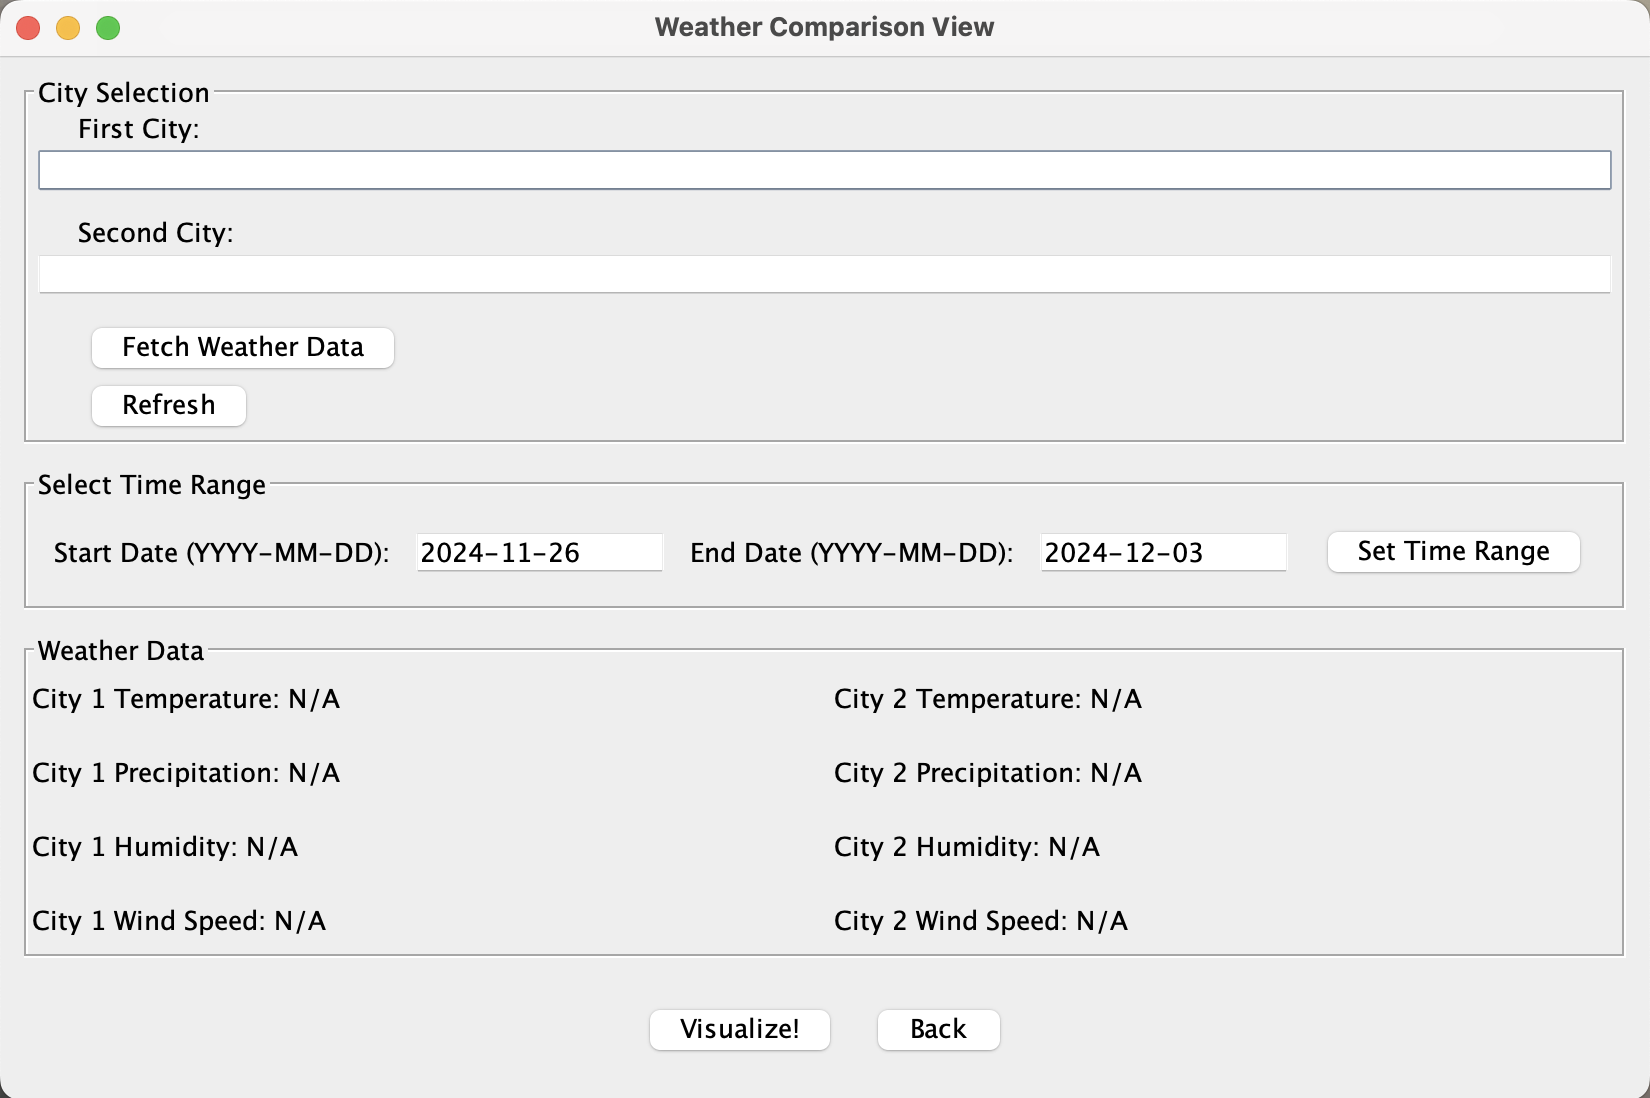 Weather Comparison View
City Selection
First City:
Second City:
Fetch Weather Data
Refresh
Select Time Range
Start Date (YYYY-MM-DD): 2024-11-26 End Date (YYYY-MM-DD): 2024-12-03 Set Time Range
Weather Data
City 1 Temperature: N/A City 2 Temperature: N/A
City 1 Precipitation: N/A City 2 Precipitation: N/A
City 1 Humidity: N/A City 2 Humidity: N/A
City 1 Wind Speed: N/A City 2 Wind Speed: N/A
Visualize! Back